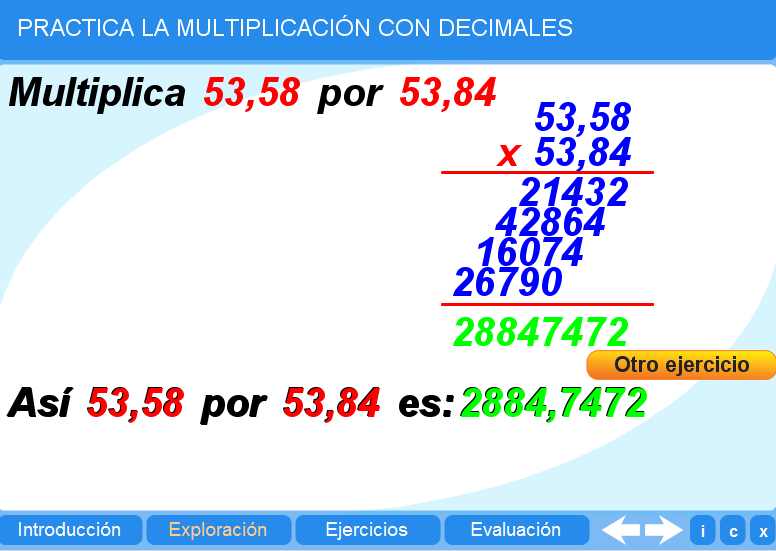 PRACTICA LA MULTIPLICACIÓN CON DECIMALES
Multiplica 53,58 por 53,84
53,58
x 53,84
21432
42864
16074
26790
28847472
Otro ejercicio
Así 53,58 por 53,84 es: 2884,7472
Introducción Exploración Ejercicios Evaluación i c x